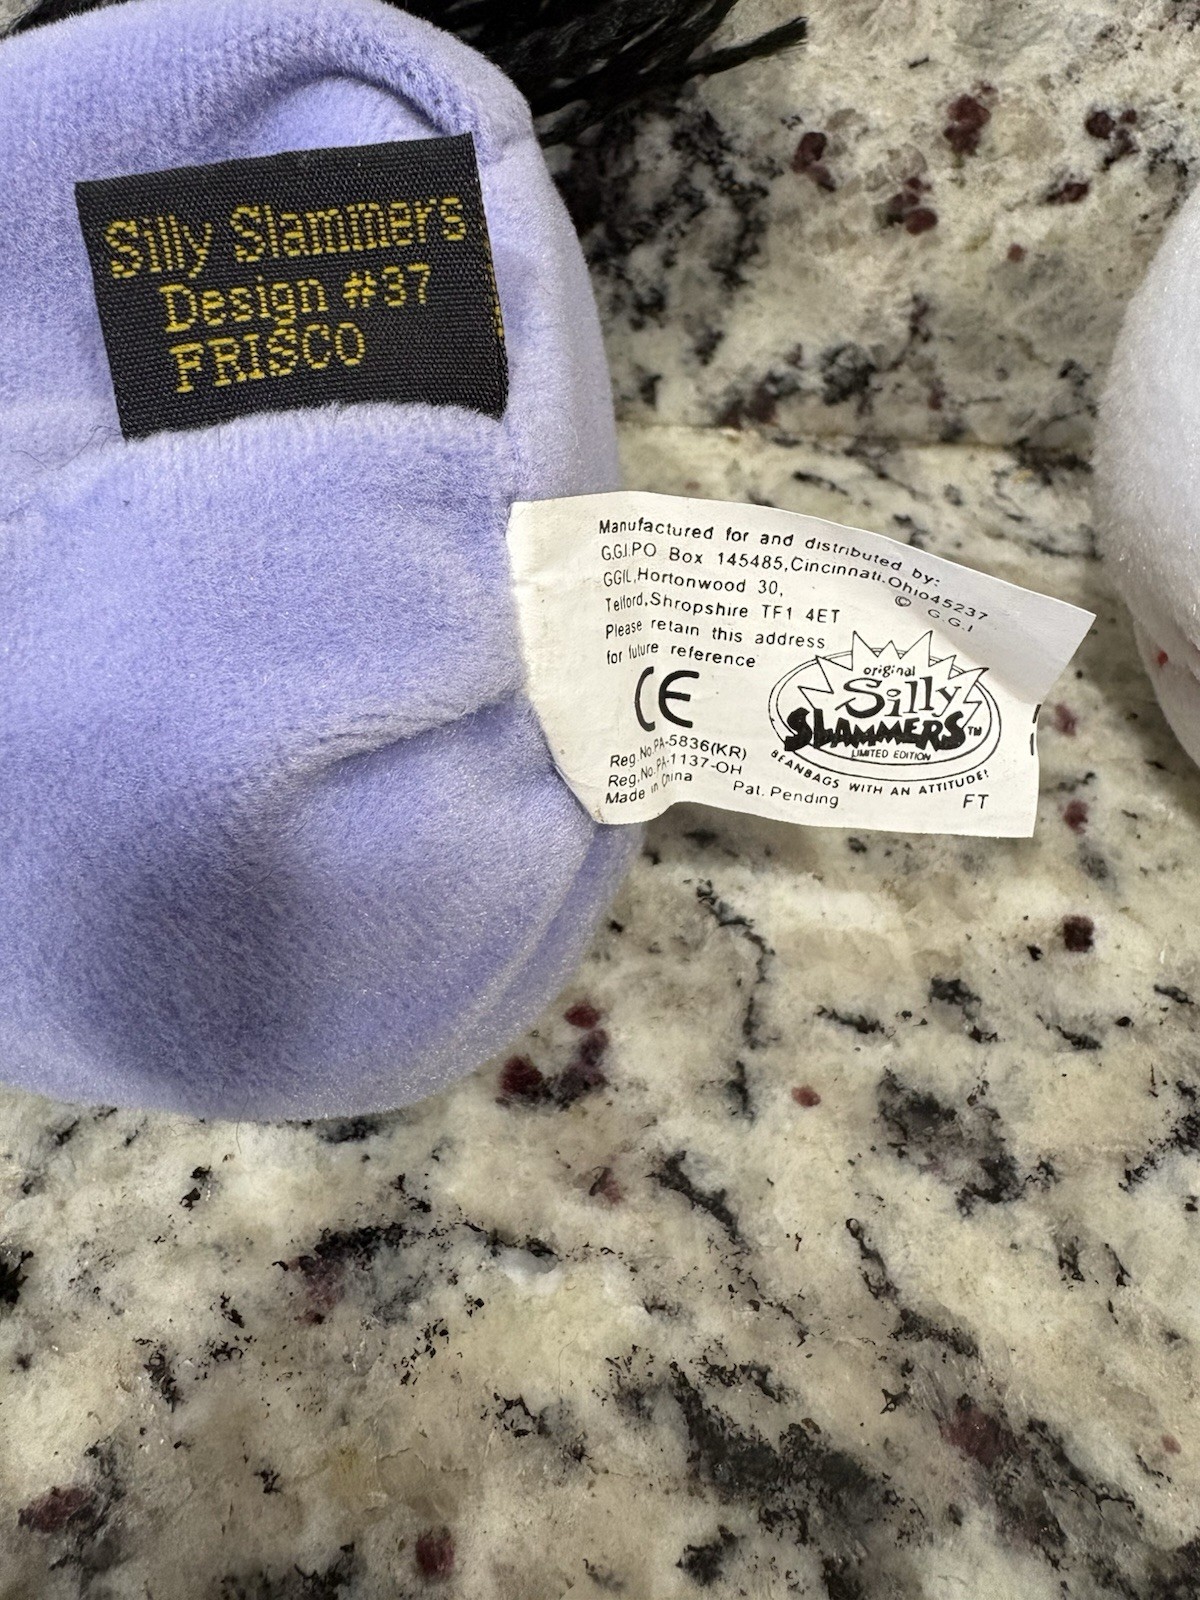 Silly Slammers
Design #37
FRISCO
Manufactured for and distributed by:
G.G.I,PO Box 145485,Cincinnati,Ohio45237
GGIL,Hortonwood 30,
© G.G.I
Telford,Shropshire TF1 4ET
Please retain this address
for future reference
CE
original
Silly
SLAMMERS™
LIMITED EDITION
BEANBAGS WITH AN ATTITUDE!
Reg.No.PA-5836(KR)
Reg.No.PA-1137-OH
Made in China
Pat. Pending
FT